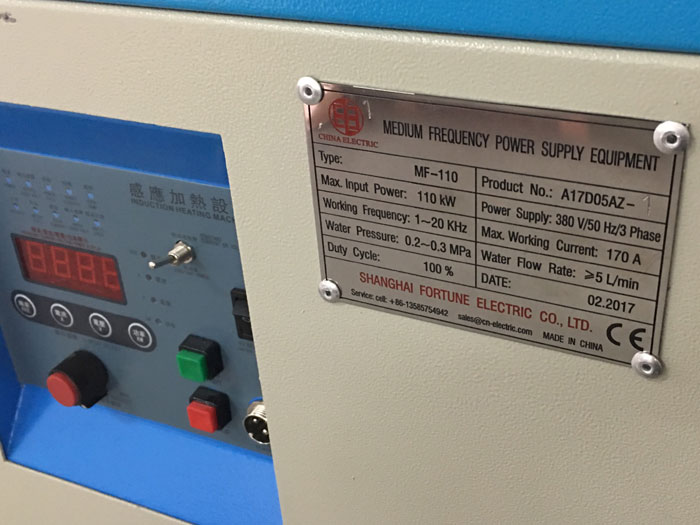 CHINA ELECTRIC
MEDIUM FREQUENCY POWER SUPPLY EQUIPMENT
Type: MF-110
Product No.: A17D05AZ-1
Max. Input Power: 110 kW
Power Supply: 380 V/50 Hz/3 Phase
Working Frequency: 1~20 KHz
Max. Working Current: 170 A
Water Pressure: 0.2~0.3 MPa
Water Flow Rate: ≥5 L/min
Duty Cycle: 100 %
DATE: 02.2017
SHANGHAI FORTUNE ELECTRIC CO., LTD.
Service: cell: +86-13585754942 sales@cn-electric.com MADE IN CHINA
CE
感應加熱設
INDUCTION HEATING MAC